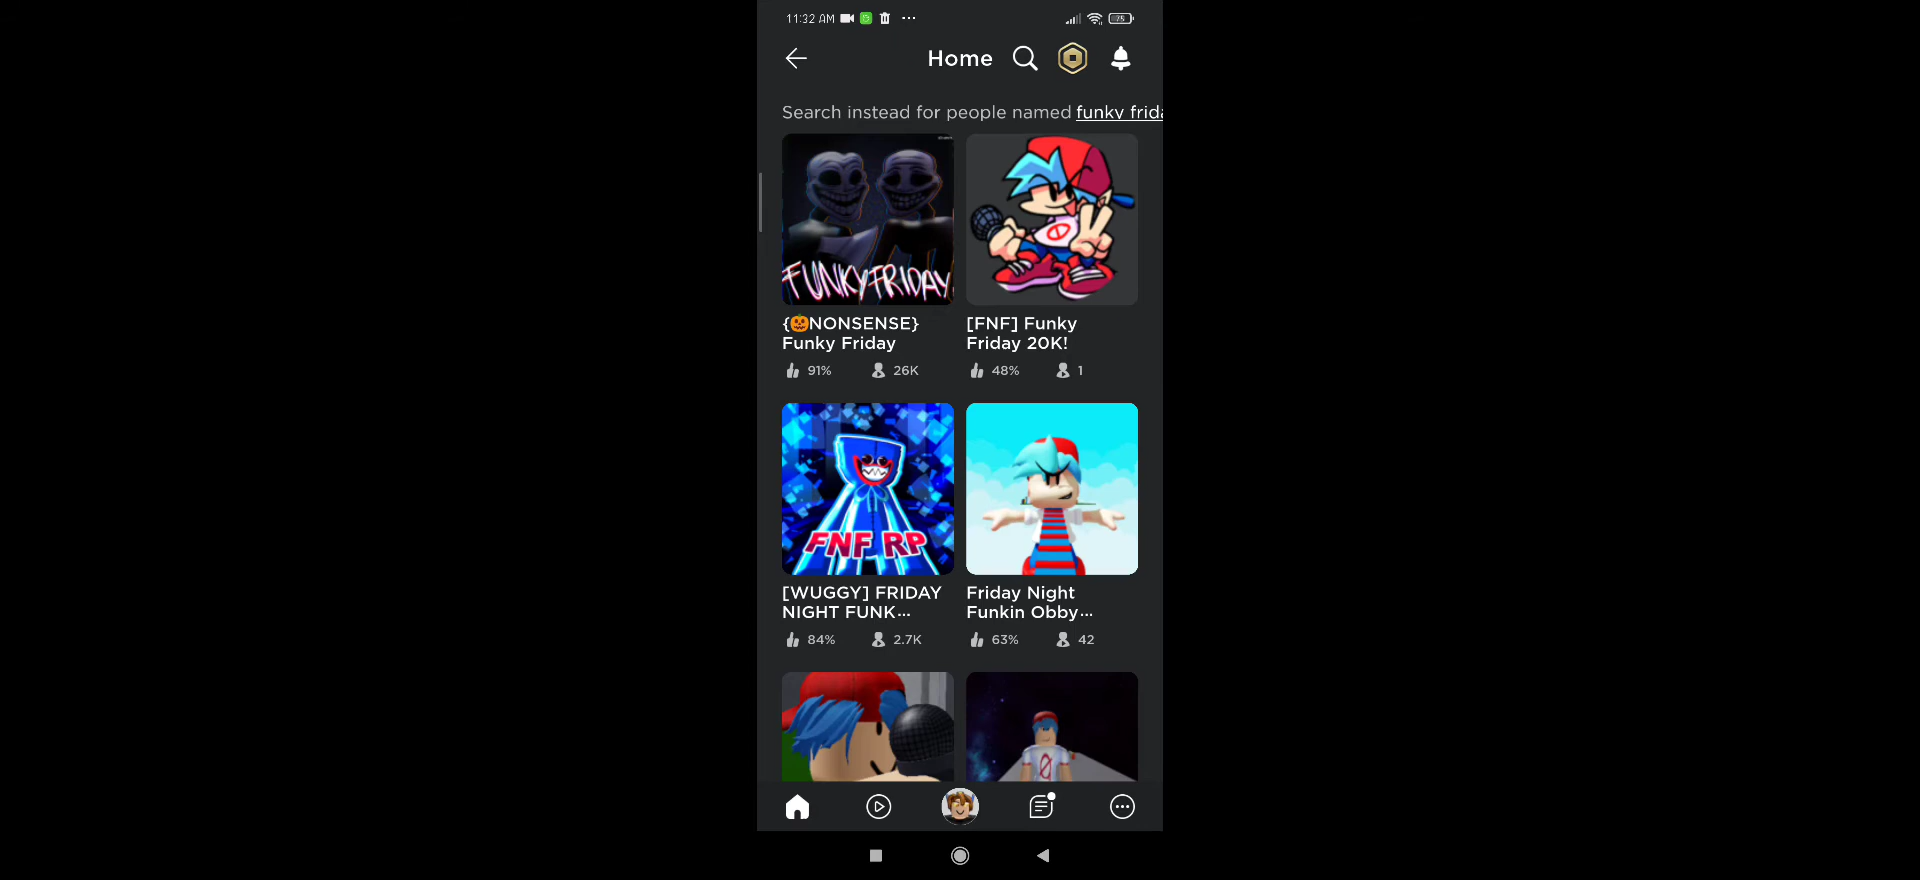 11:32 AM
75
Home
Search instead for people named funky frida
FUNKY FRIDAY
{🎃NONSENSE}
Funky Friday
91% 26K
[FNF] Funky
Friday 20K!
48% 1
FNF RP
[WUGGY] FRIDAY
NIGHT FUNK...
84% 2.7K
Friday Night
Funkin Obby...
63% 42